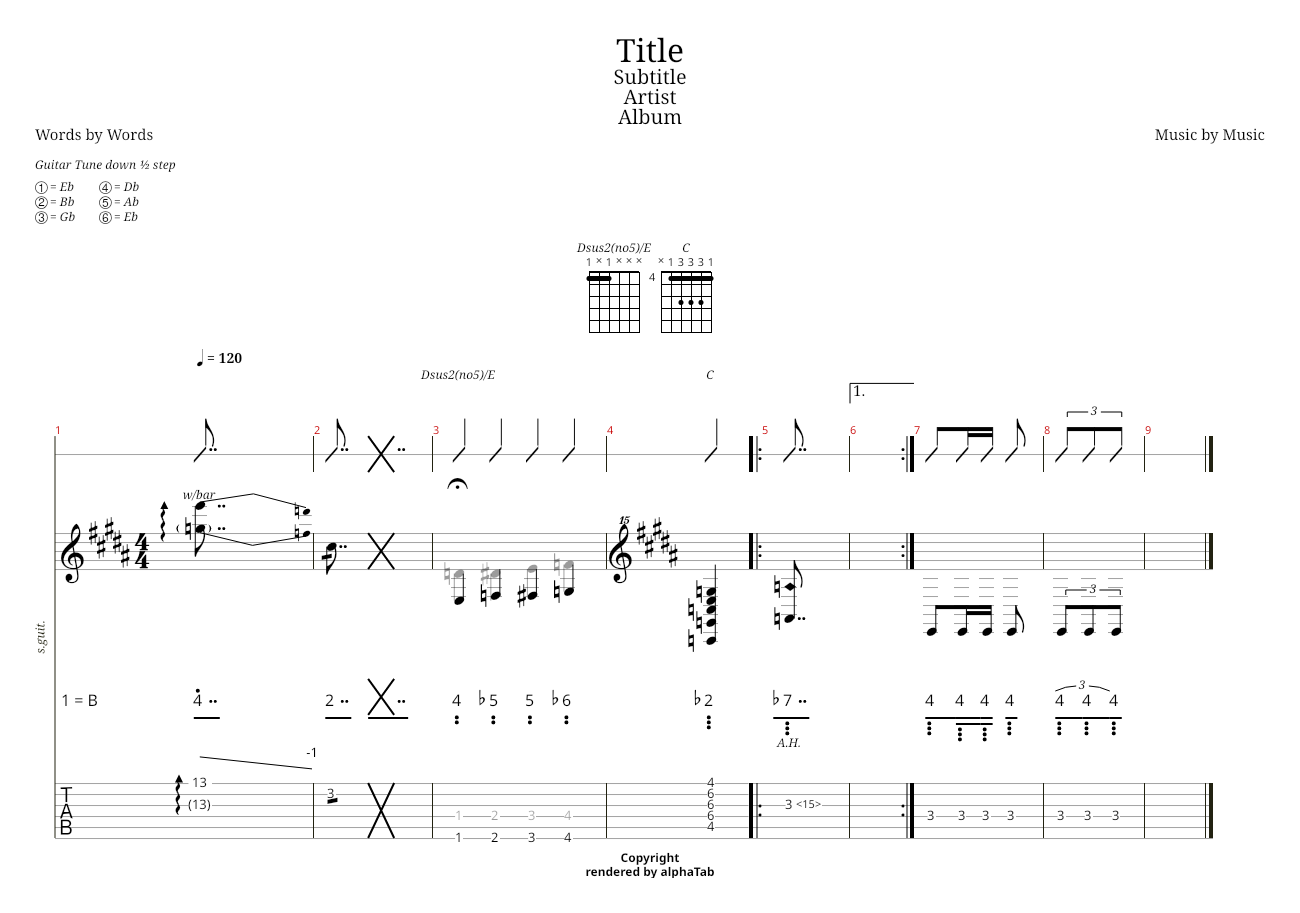 Title
Subtitle
Artist
Album
Words by Words
Music by Music
Guitar Tune down ½ step
① = Eb ④ = Db
② = Bb ⑤ = Ab
③ = Gb ⑥ = Eb
Dsus2(no5)/E C
1 × 1 × × × × 1 3 3 3 1
4
= 120
Dsus2(no5)/E C
1.
3
1 2 3 4 5 6 7 8 9
w/bar
15
4
4
( )
3
s.guit.
3
1 = B 4 2 4 ♭5 5 ♭6 ♭2 ♭7 4 4 4 4 4 4 4
A.H.
-1
13 4
T 3 6
(13) 6 3 <15>
A 1 2 3 4 6 3 3 3 3 3 3 3
B 4
1 2 3 4
Copyright
rendered by alphaTab